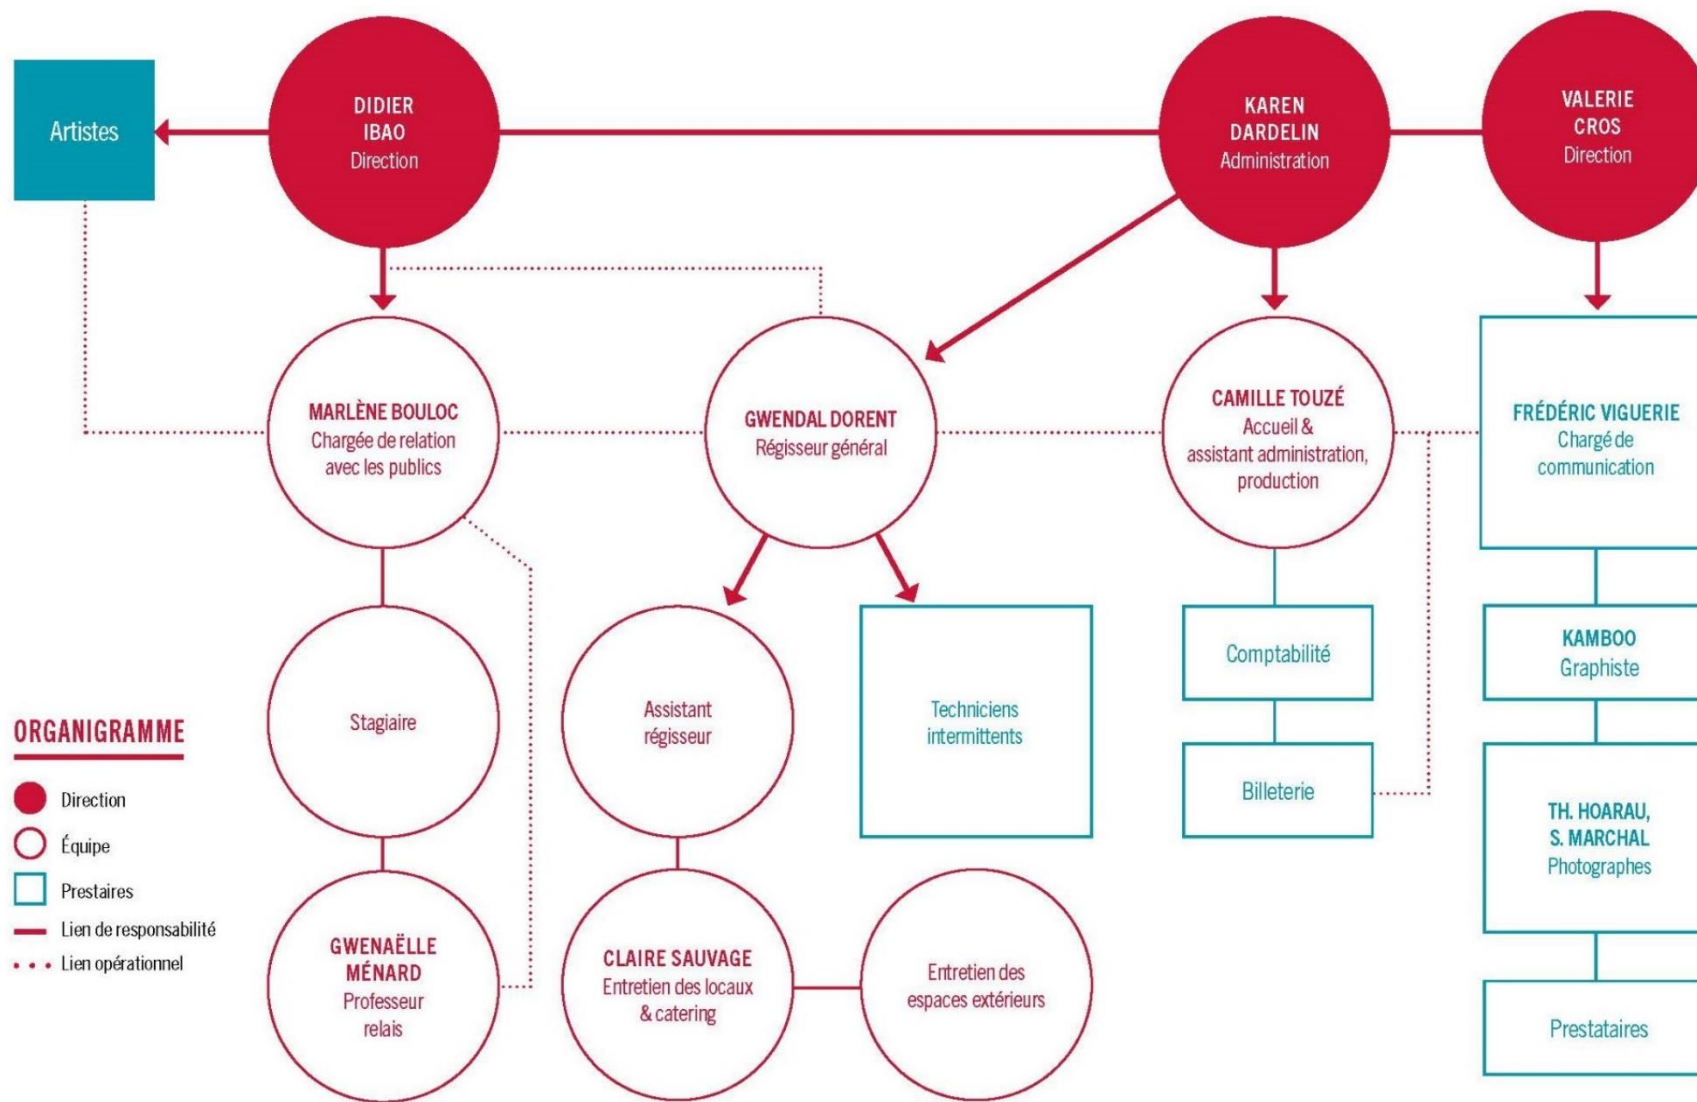 Artistes
DIDIER
IBAO
Direction
KAREN
DARDELIN
Administration
VALERIE
CROS
Direction
MARLÈNE BOULOC
Chargée de relation
avec les publics
GWENDAL DORENT
Régisseur général
CAMILLE TOUZÉ
Accueil &
assistant administration,
production
FRÉDÉRIC VIGUERIE
Chargé de
communication
Stagiaire
Assistant
régisseur
Techniciens
intermittents
Comptabilité
Billeterie
KAMBOO
Graphiste
TH. HOARAU,
S. MARCHAL
Photographes
GWENAËLLE
MÉNARD
Professeur
relais
CLAIRE SAUVAGE
Entretien des locaux
& catering
Entretien des
espaces extérieurs
Prestataires
ORGANIGRAMME
Direction
Équipe
Prestaires
Lien de responsabilité
Lien opérationnel